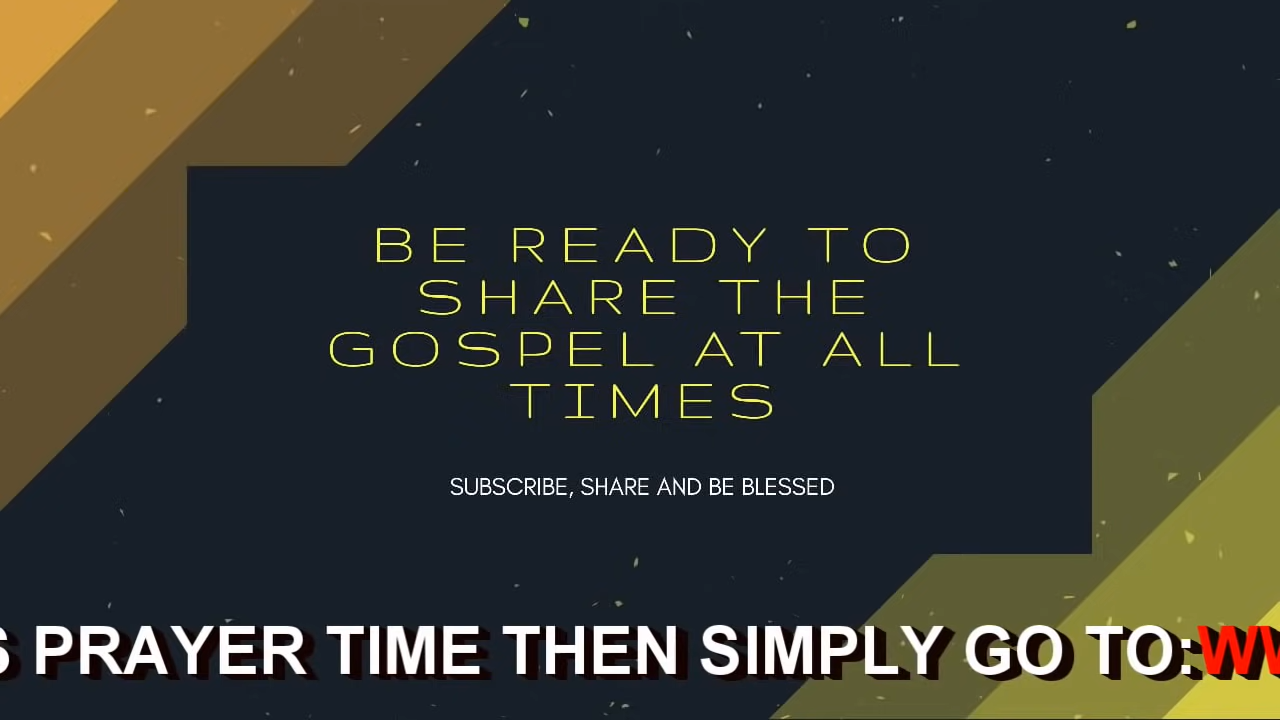 BE READY TO
SHARE THE
GOSPEL AT ALL
TIMES
SUBSCRIBE, SHARE AND BE BLESSED
PRAYER TIME THEN SIMPLY GO TO: